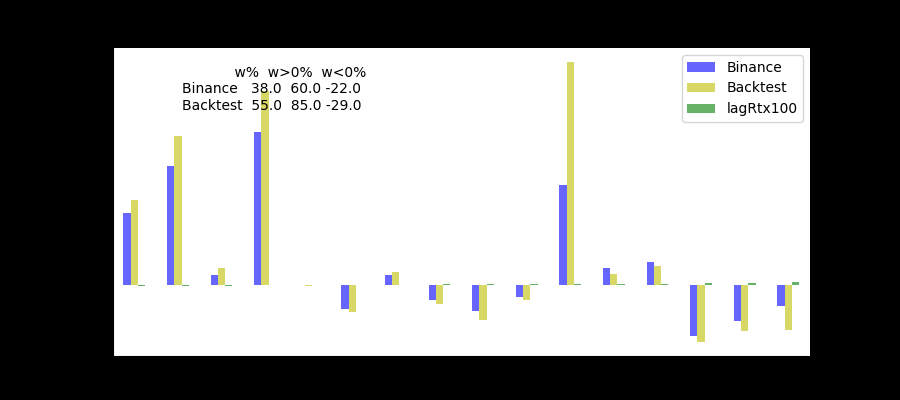 w% w>0% w<0%
Binance 38.0 60.0 -22.0
Backtest 55.0 85.0 -29.0
Binance
Backtest
lagRtx100